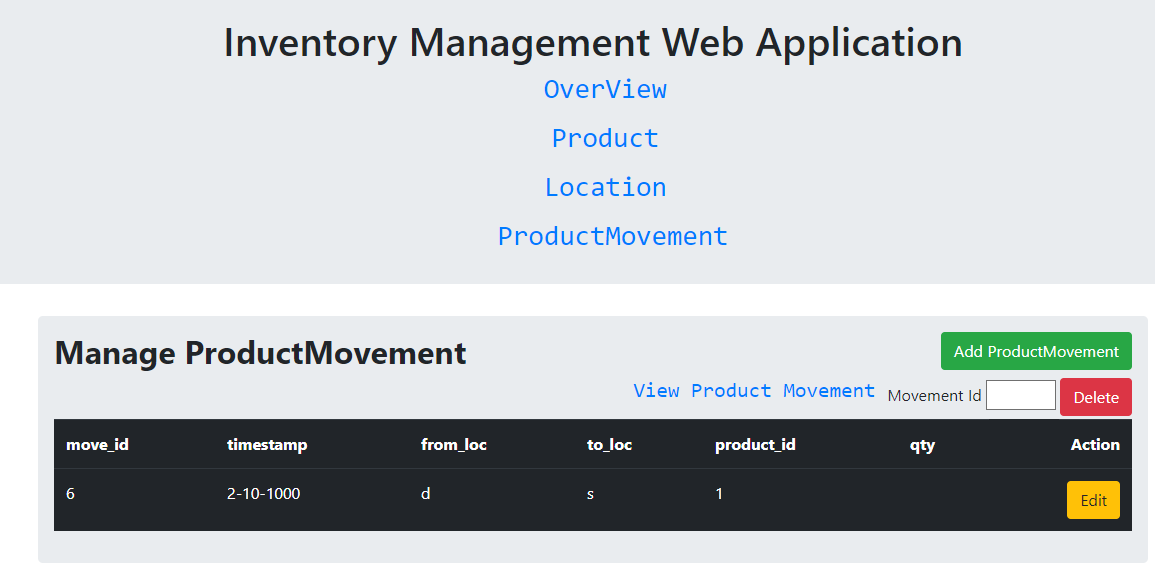 Inventory Management Web Application
OverView
Product
Location
ProductMovement
Manage ProductMovement
Add ProductMovement
View Product Movement Movement Id Delete
move_id timestamp from_loc to_loc product_id qty Action
6 2-10-1000 d s 1 Edit